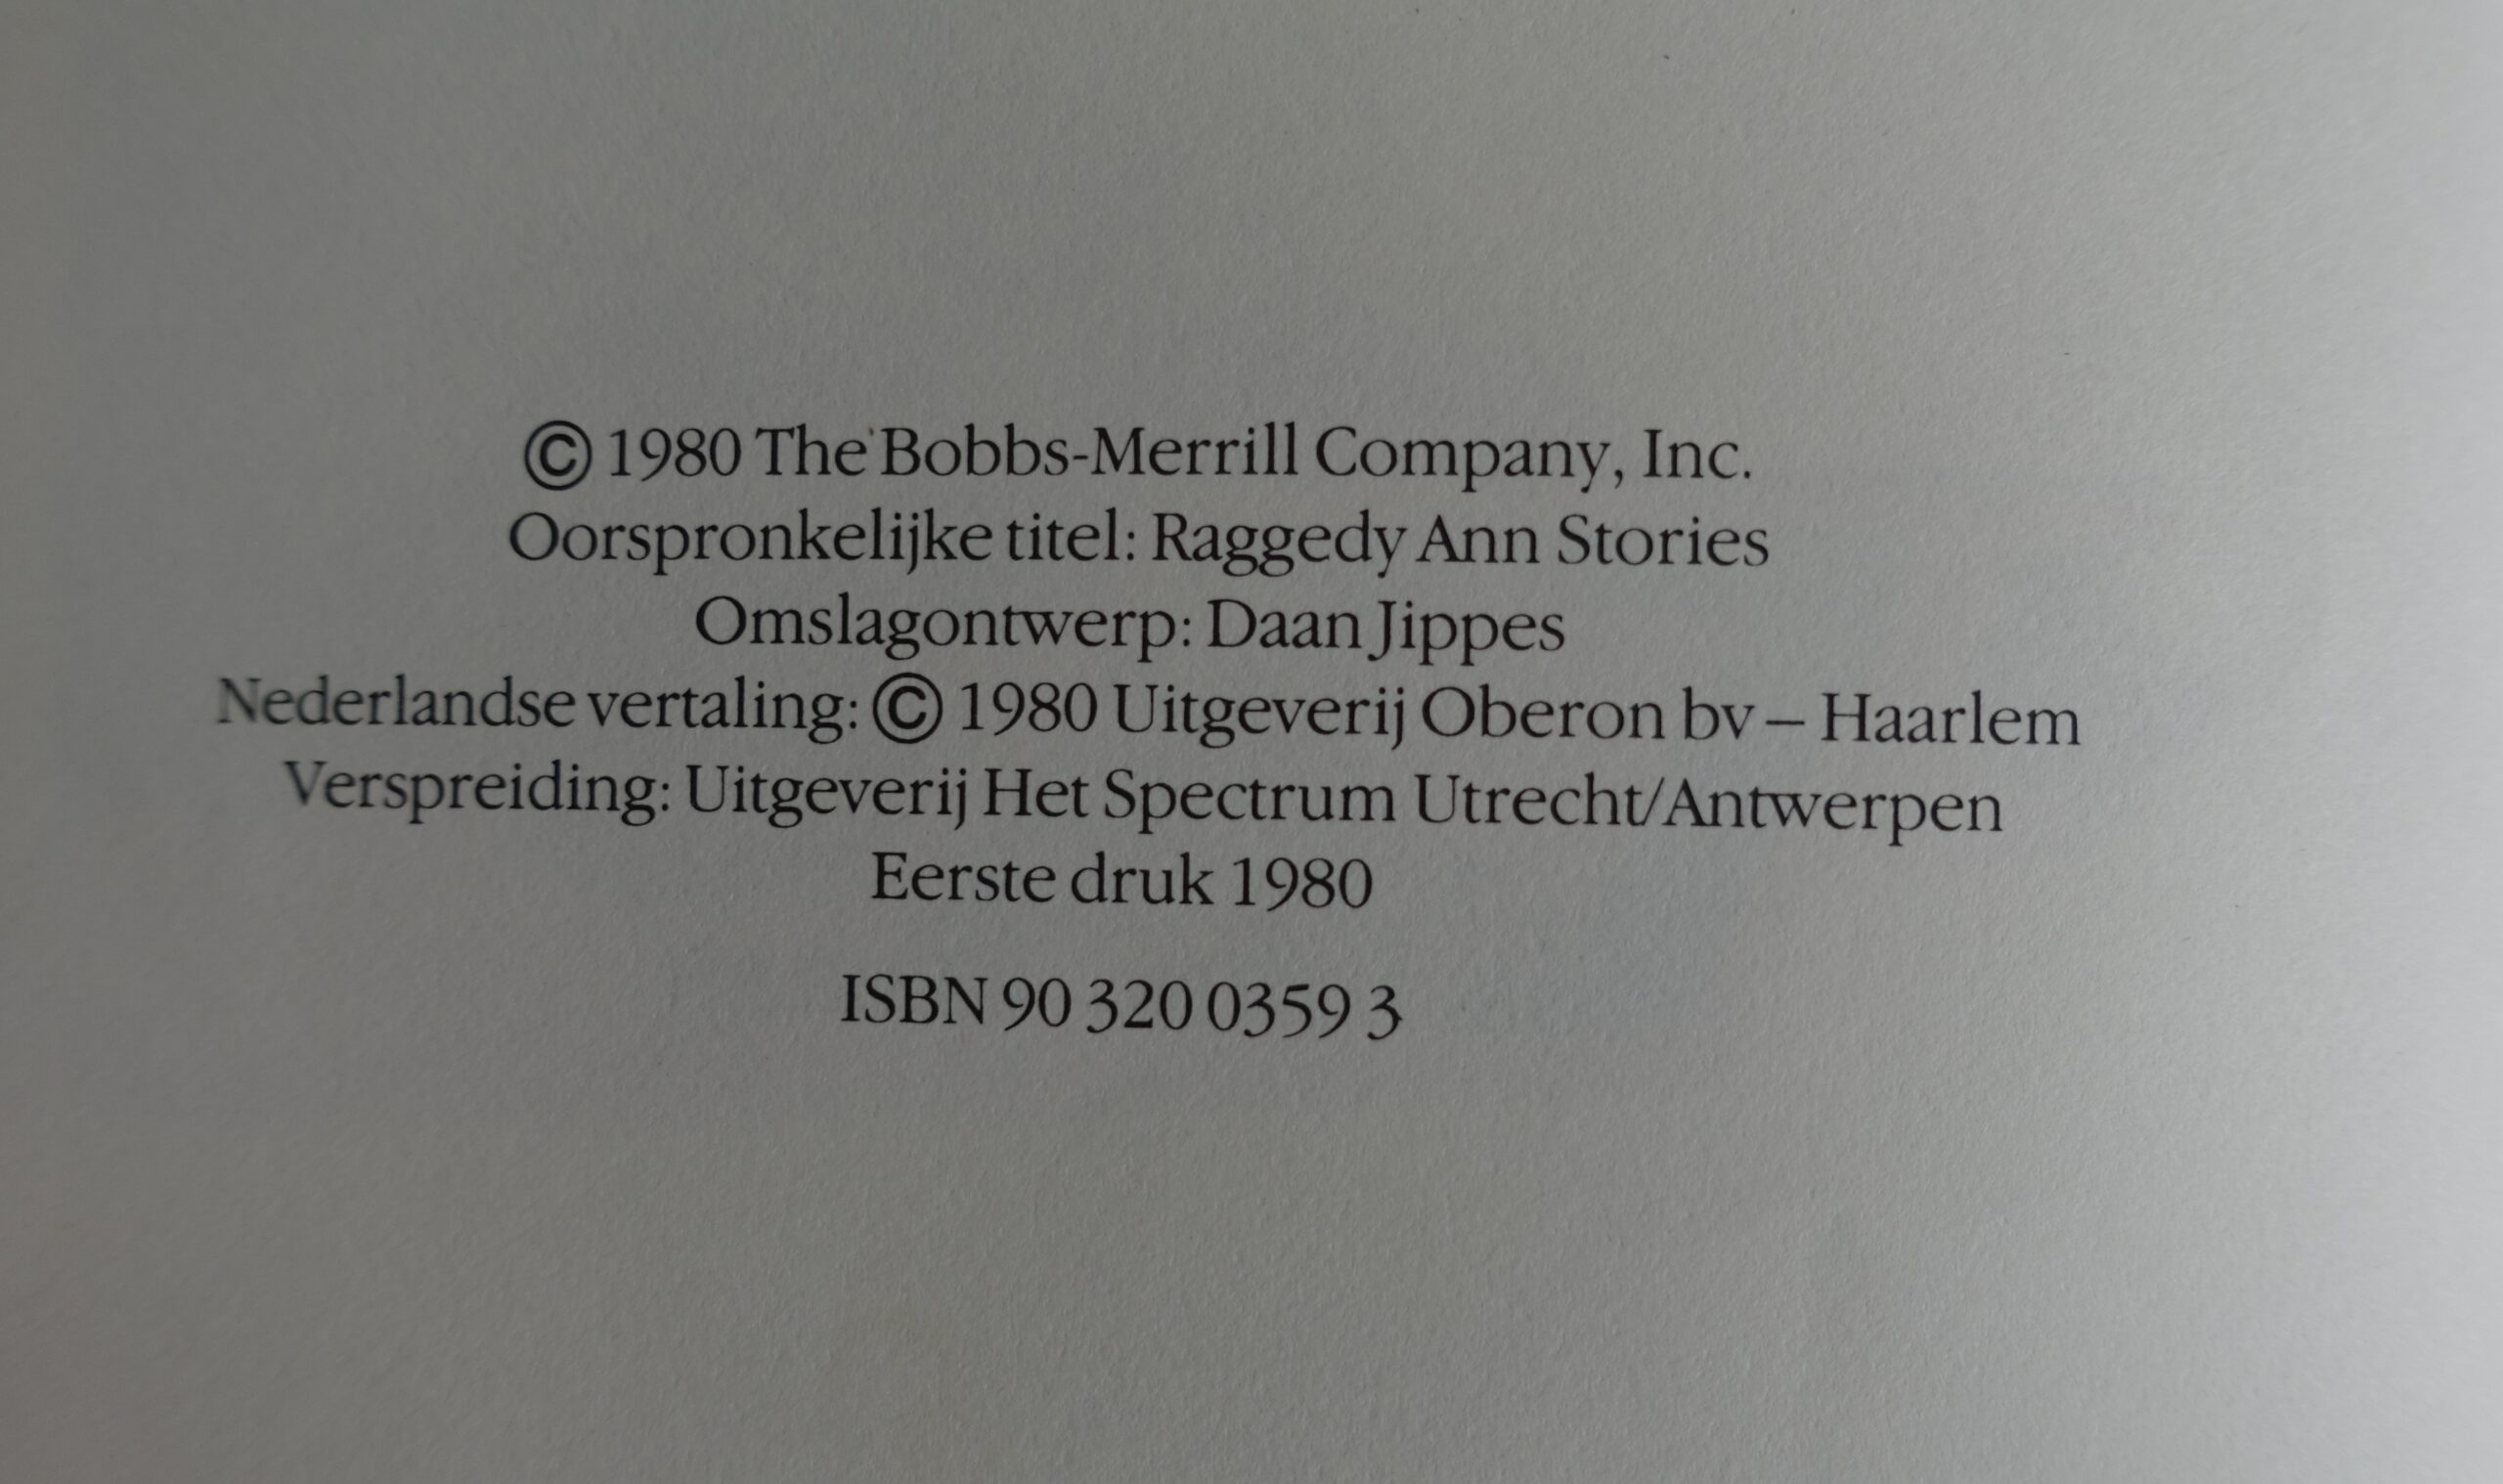 © 1980 The Bobbs-Merrill Company, Inc.
Oorspronkelijke titel: Raggedy Ann Stories
Omslagontwerp: Daan Jippes
Nederlandse vertaling: © 1980 Uitgeverij Oberon bv – Haarlem
Verspreiding: Uitgeverij Het Spectrum Utrecht/Antwerpen
Eerste druk 1980
ISBN 90 320 0359 3